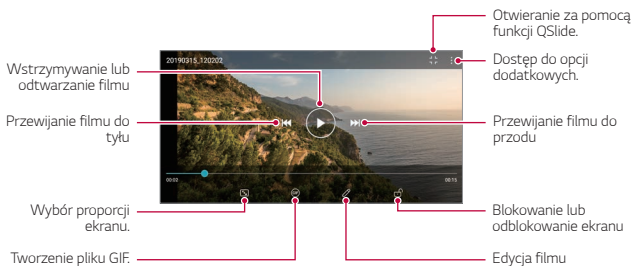 Otwieranie za pomocą
funkcji QSlide.
Dostęp do opcji
dodatkowych.
20190315_120202
Wstrzymywanie lub
odtwarzanie filmu
Przewijanie filmu do
tyłu
Przewijanie filmu do
przodu
00:02
00:15
GIF
Wybór proporcji
ekranu.
Blokowanie lub
odblokowanie ekranu
Tworzenie pliku GIF.
Edycja filmu